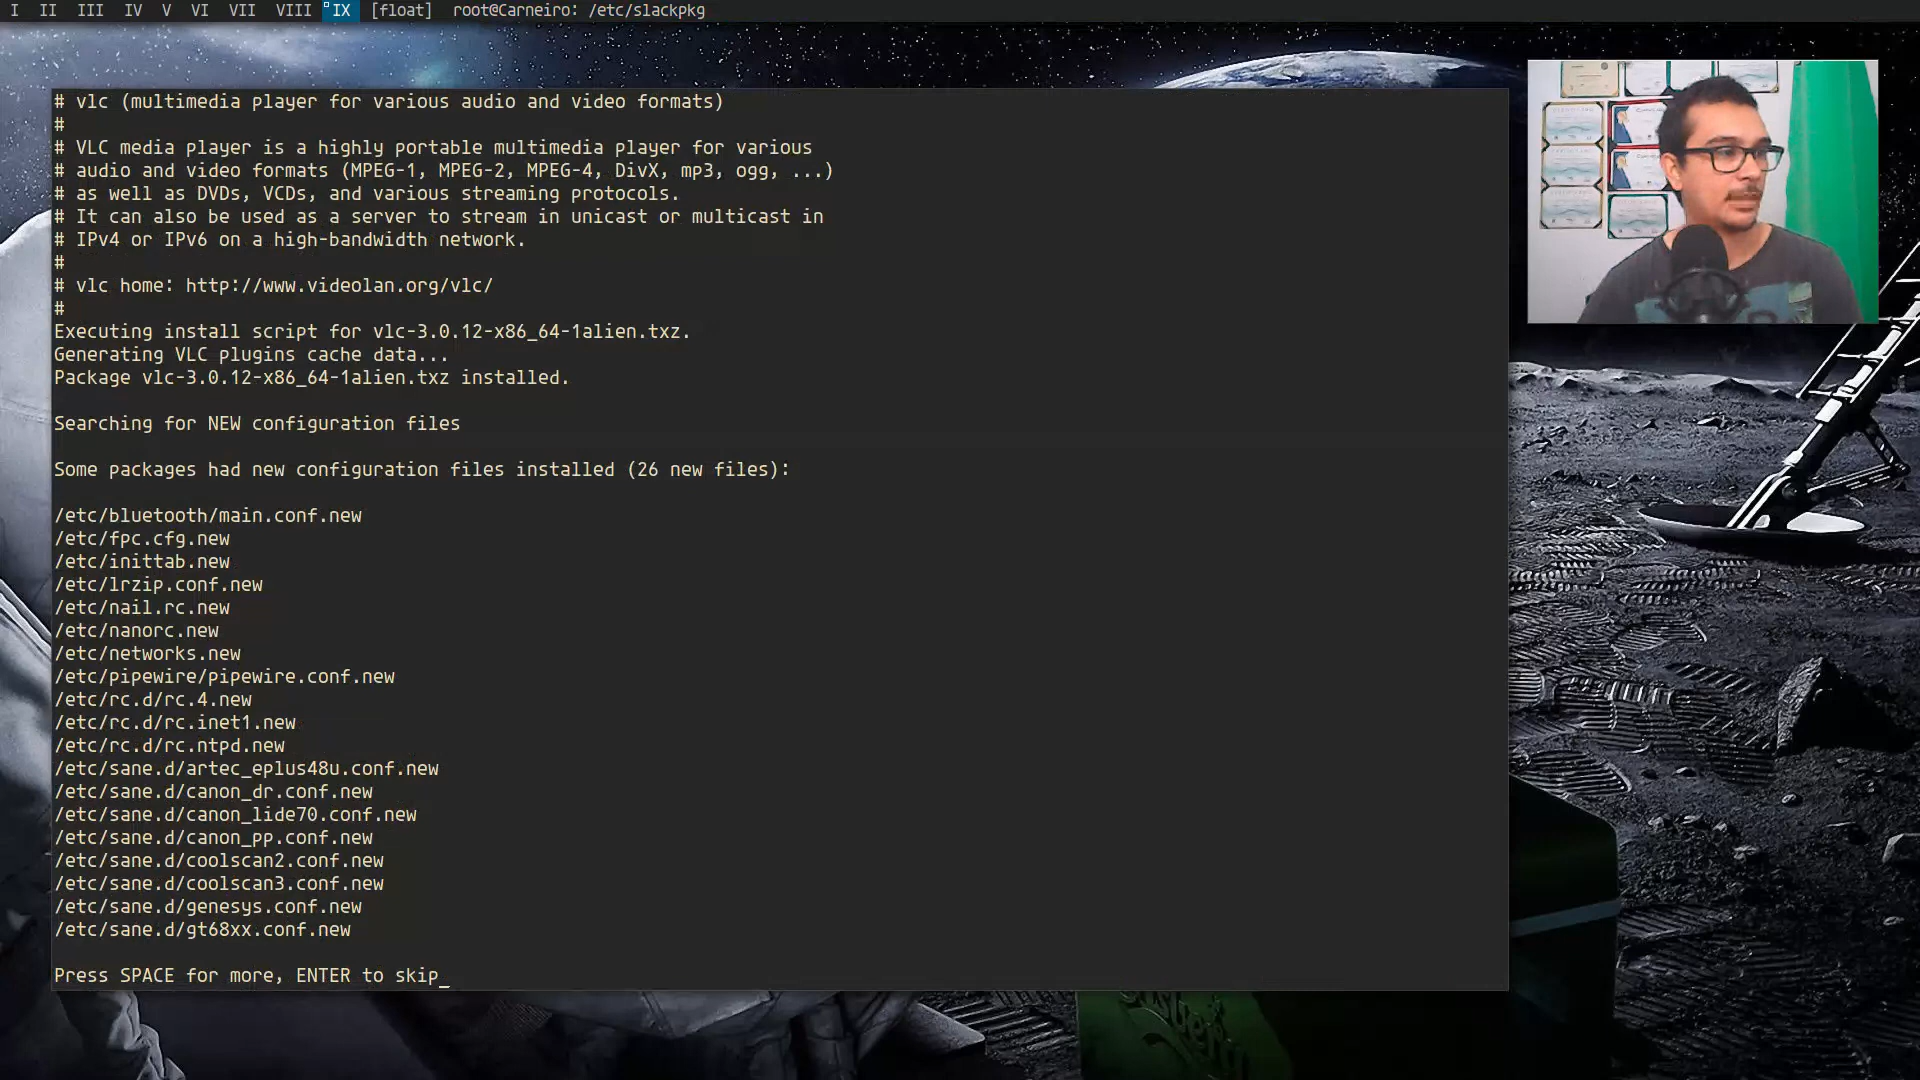 I II III IV V VI VII VIII IX [float] root@Carneiro: /etc/slackpkg
# vlc (multimedia player for various audio and video formats)
#
# VLC media player is a highly portable multimedia player for various
# audio and video formats (MPEG-1, MPEG-2, MPEG-4, DivX, mp3, ogg, ...)
# as well as DVDs, VCDs, and various streaming protocols.
# It can also be used as a server to stream in unicast or multicast in
# IPv4 or IPv6 on a high-bandwidth network.
#
# vlc home: http://www.videolan.org/vlc/
#
Executing install script for vlc-3.0.12-x86_64-1alien.txz.
Generating VLC plugins cache data...
Package vlc-3.0.12-x86_64-1alien.txz installed.
Searching for NEW configuration files
Some packages had new configuration files installed (26 new files):
/etc/bluetooth/main.conf.new
/etc/fpc.cfg.new
/etc/inittab.new
/etc/lrzip.conf.new
/etc/nail.rc.new
/etc/nanorc.new
/etc/networks.new
/etc/pipewire/pipewire.conf.new
/etc/rc.d/rc.4.new
/etc/rc.d/rc.inet1.new
/etc/rc.d/rc.ntpd.new
/etc/sane.d/artec_eplus48u.conf.new
/etc/sane.d/canon_dr.conf.new
/etc/sane.d/canon_lide70.conf.new
/etc/sane.d/canon_pp.conf.new
/etc/sane.d/coolscan2.conf.new
/etc/sane.d/coolscan3.conf.new
/etc/sane.d/genesys.conf.new
/etc/sane.d/gt68xx.conf.new
Press SPACE for more, ENTER to skip_